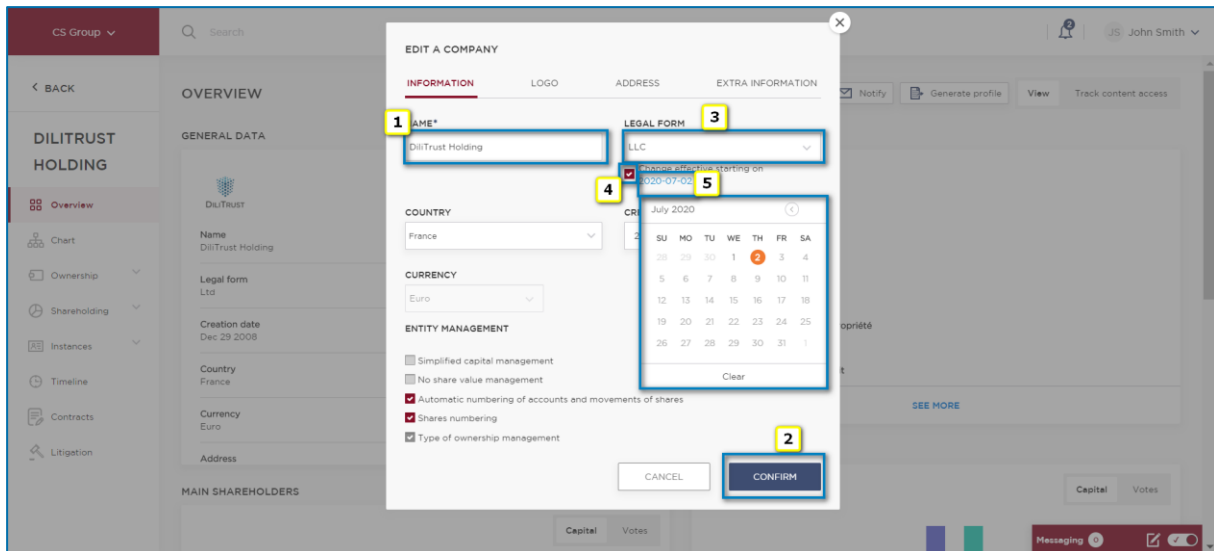 CS Group
Search
2
JS John Smith
BACK
DILITRUST
HOLDING
Overview
Chart
Ownership
Shareholding
Instances
Timeline
Contracts
Litigation
OVERVIEW
Notify
Generate profile
View
Track content access
GENERAL DATA
DILITRUST
Name
DiliTrust Holding
Legal form
Ltd
Creation date
Dec 29 2008
Country
France
Currency
Euro
Address
MAIN SHAREHOLDERS
Capital Votes
EDIT A COMPANY
INFORMATION LOGO ADDRESS EXTRA INFORMATION
1
AME*
DiliTrust Holding
LEGAL FORM
3
LLC
4
Change effective starting on
2020-07-02
5
COUNTRY
France
CRE
2
July 2020
SU MO TU WE TH FR SA
28 29 30 1 2 3 4
5 6 7 8 9 10 11
12 13 14 15 16 17 18
19 20 21 22 23 24 25
26 27 28 29 30 31 1
Clear
CURRENCY
Euro
ENTITY MANAGEMENT
Simplified capital management
No share value management
Automatic numbering of accounts and movements of shares
Shares numbering
Type of ownership management
2
CANCEL
CONFIRM
opriété
t
SEE MORE
Capital Votes
Messaging 0